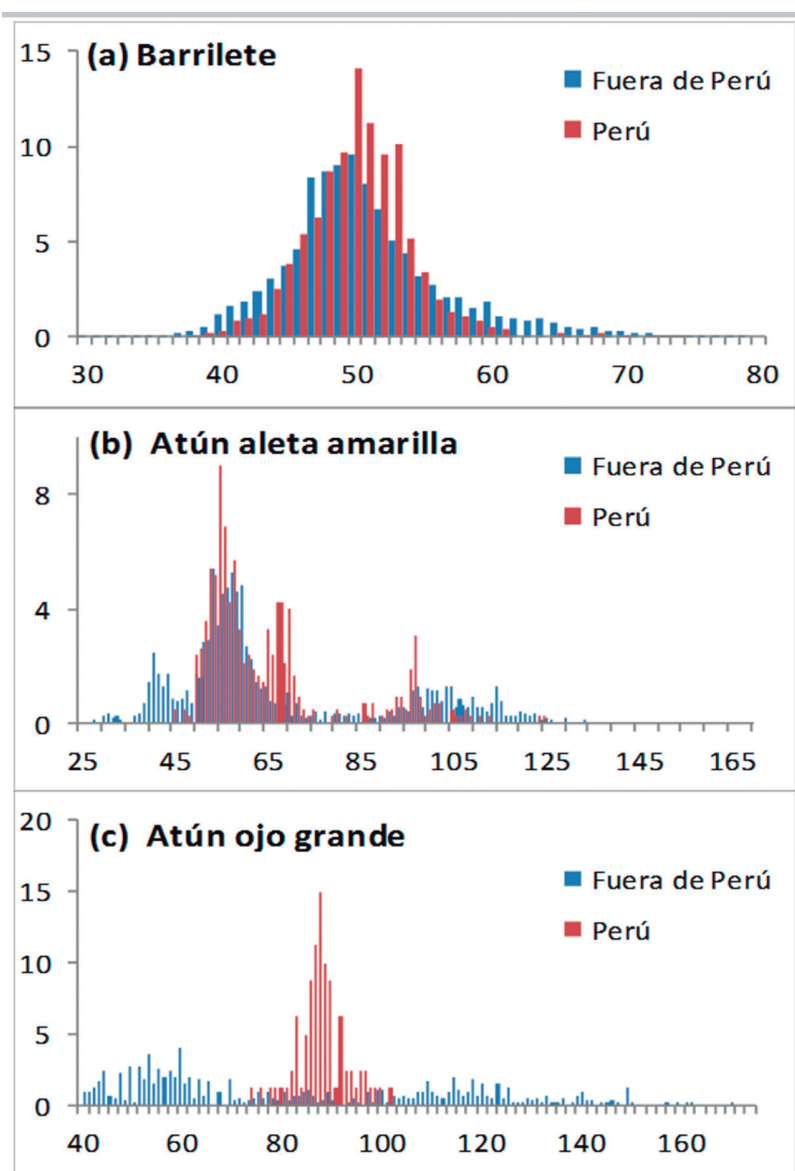 (a) Barrilete
Fuera de Perú
Perú
15
10
5
0
30 40 50 60 70 80
(b) Atún aleta amarilla
Fuera de Perú
Perú
8
4
0
25 45 65 85 105 125 145 165
(c) Atún ojo grande
Fuera de Perú
Perú
20
15
10
5
0
40 60 80 100 120 140 160